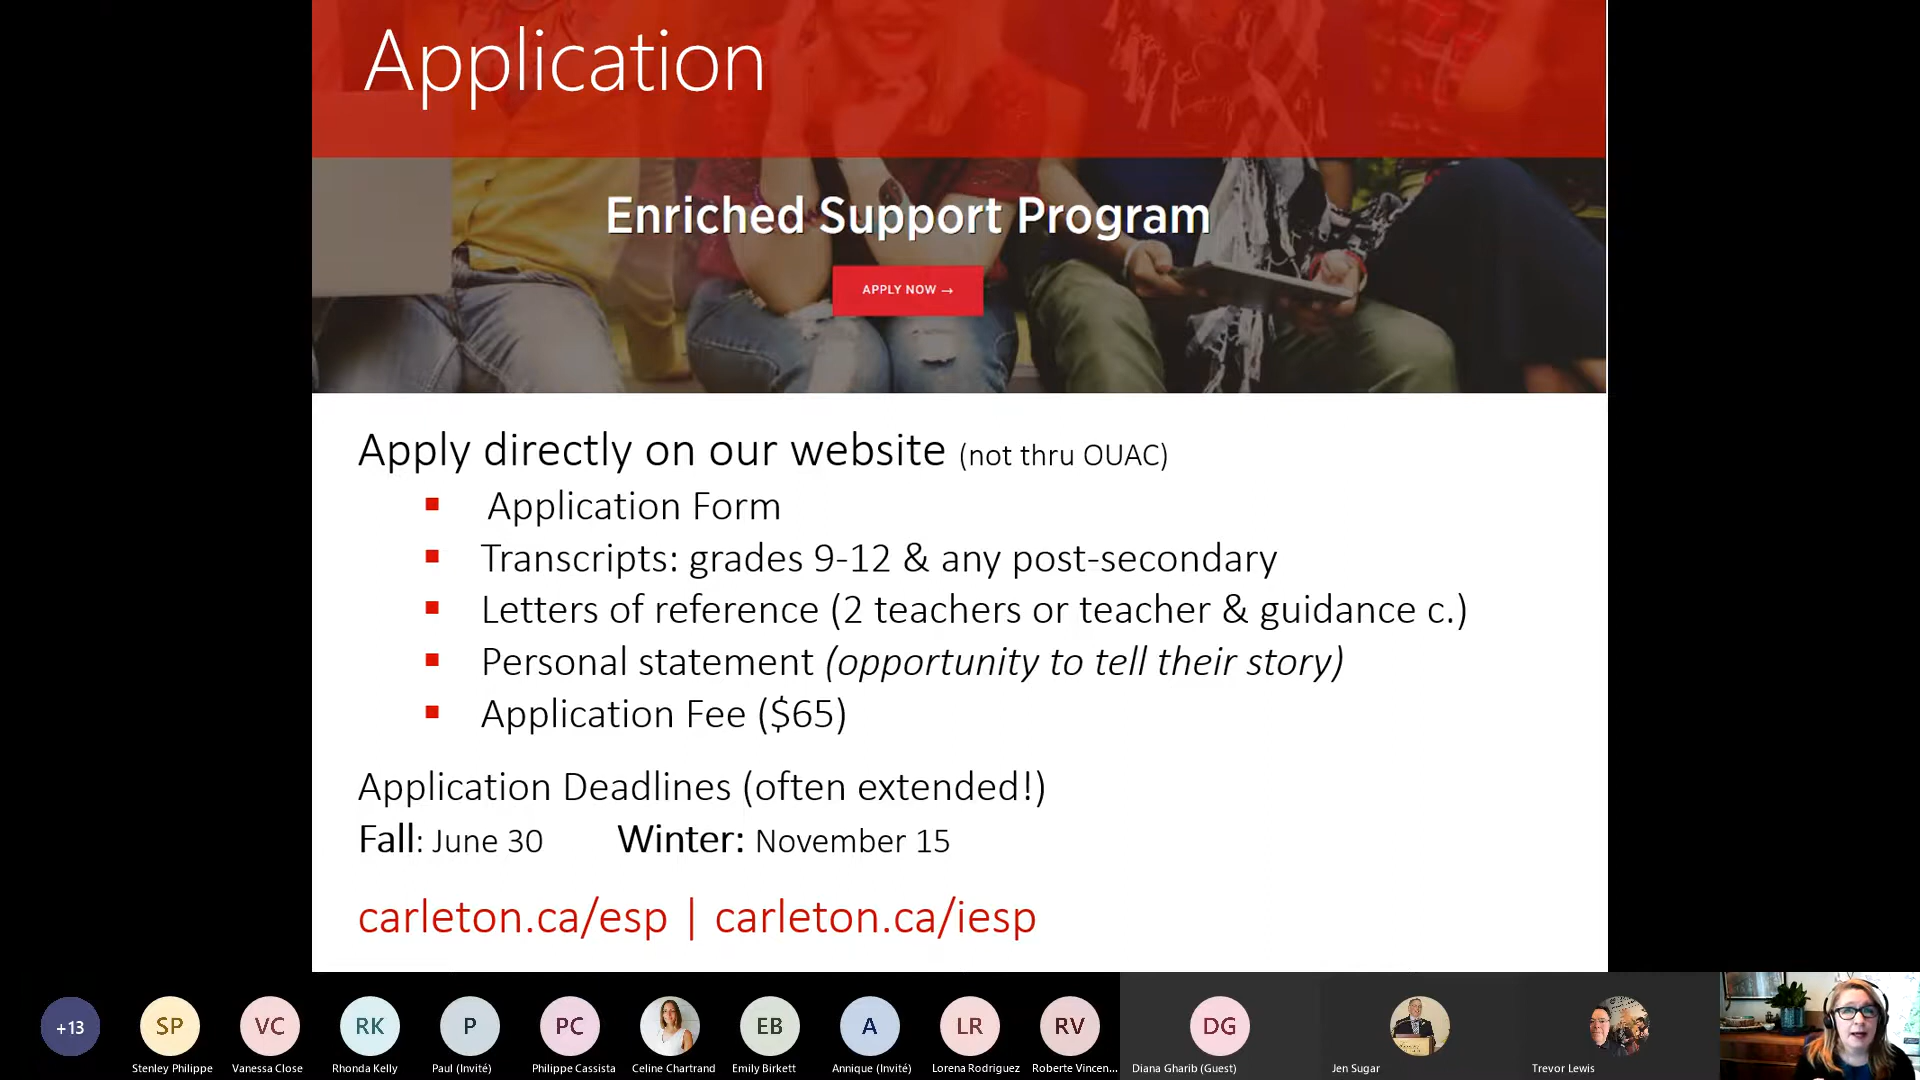 Application
Enriched Support Program
APPLY NOW →
Apply directly on our website (not thru OUAC)
▪ Application Form
▪ Transcripts: grades 9-12 & any post-secondary
▪ Letters of reference (2 teachers or teacher & guidance c.)
▪ Personal statement (opportunity to tell their story)
▪ Application Fee ($65)
Application Deadlines (often extended!)
Fall: June 30 Winter: November 15
carleton.ca/esp | carleton.ca/iesp
+13 SP VC RK P PC EB A LR RV DG
Stenley Philippe Vanessa Close Rhonda Kelly Paul (Invité) Philippe Cassista Celine Chartrand Emily Birkett Annique (Invité) Lorena Rodriguez Roberte Vincen... Diana Gharib (Guest) Jen Sugar Trevor Lewis